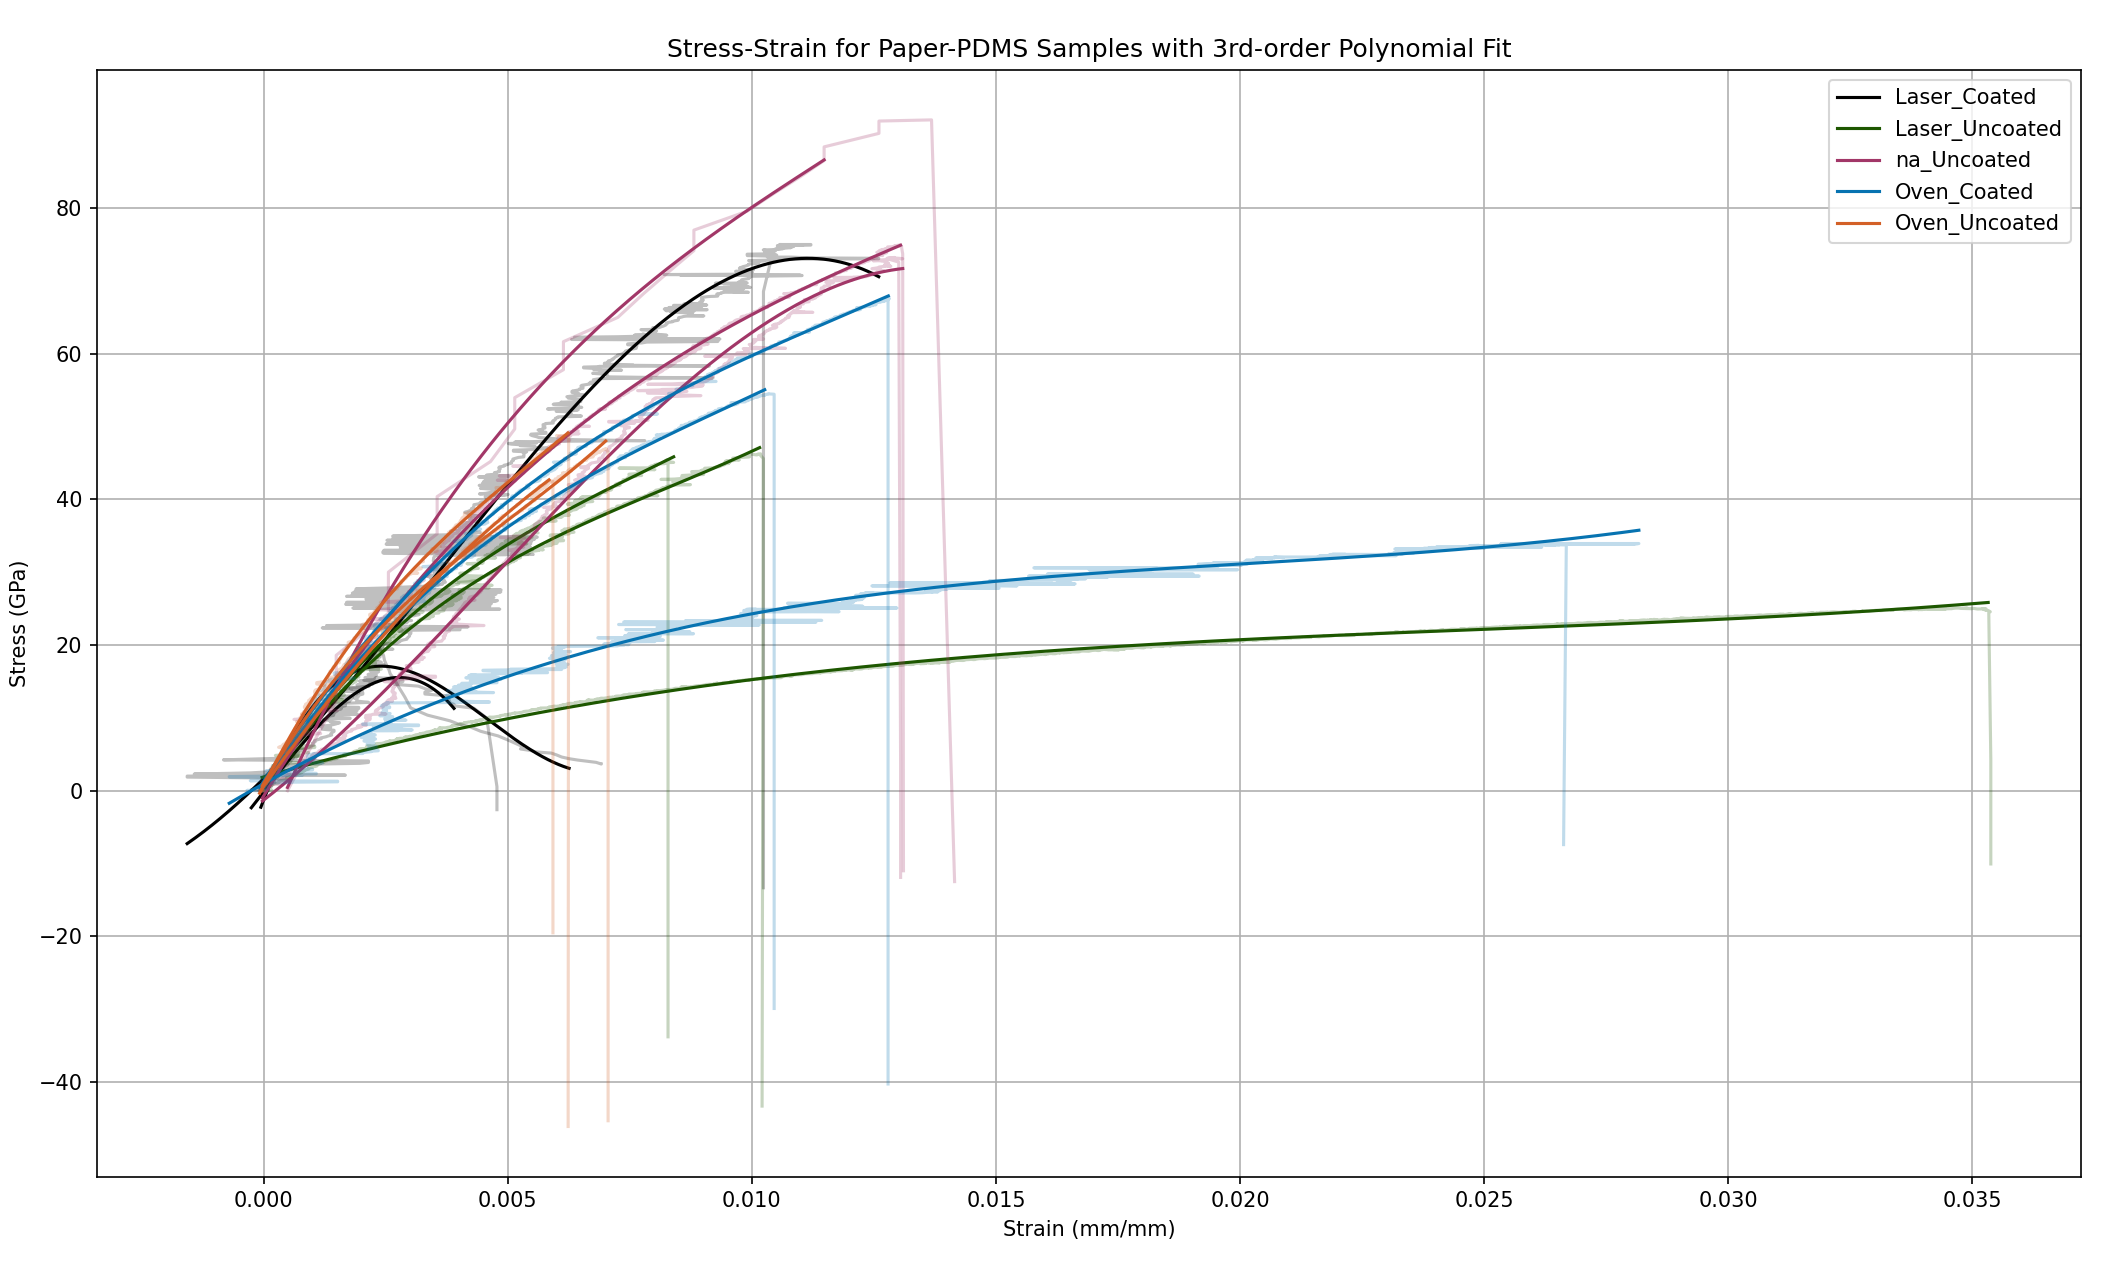 Stress-Strain for Paper-PDMS Samples with 3rd-order Polynomial Fit
Laser_Coated
Laser_Uncoated
na_Uncoated
Oven_Coated
Oven_Uncoated
Stress (GPa)
80
60
40
20
0
−20
−40
0.000 0.005 0.010 0.015 0.020 0.025 0.030 0.035
Strain (mm/mm)